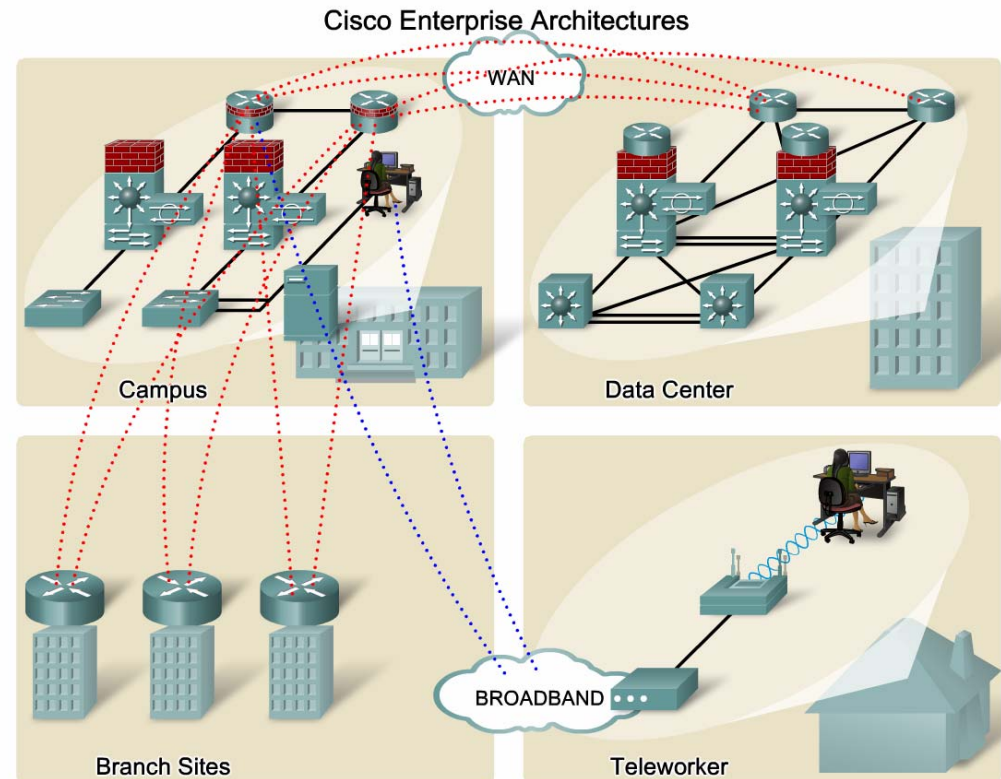 Cisco Enterprise Architectures
WAN
Campus
Data Center
BROADBAND
Branch Sites
Teleworker